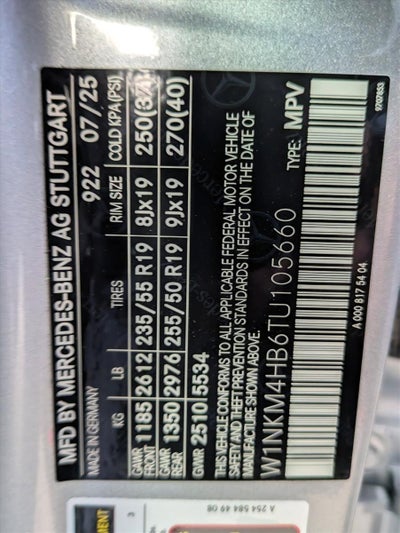 MFD BY MERCEDES-BENZ AG STUTTGART
MADE IN GERMANY 922 07/25
KG LB TIRES RIM SIZE COLD KPA(PSI)
GAWR FRONT 1185 2612 235/55 R19 8Jx19 250(37)
GAWR REAR 1350 2976 255/50 R19 9Jx19 270(40)
GVWR 2510 5534
THIS VEHICLE CONFORMS TO ALL APPLICABLE FEDERAL MOTOR VEHICLE
SAFETY AND THEFT PREVENTION STANDARDS IN EFFECT ON THE DATE OF
MANUFACTURE SHOWN ABOVE.
W1NKM4HB6TU105660 TYPE: MPV
A 000 817 54 04
9707853
A 254 584 49 08
3